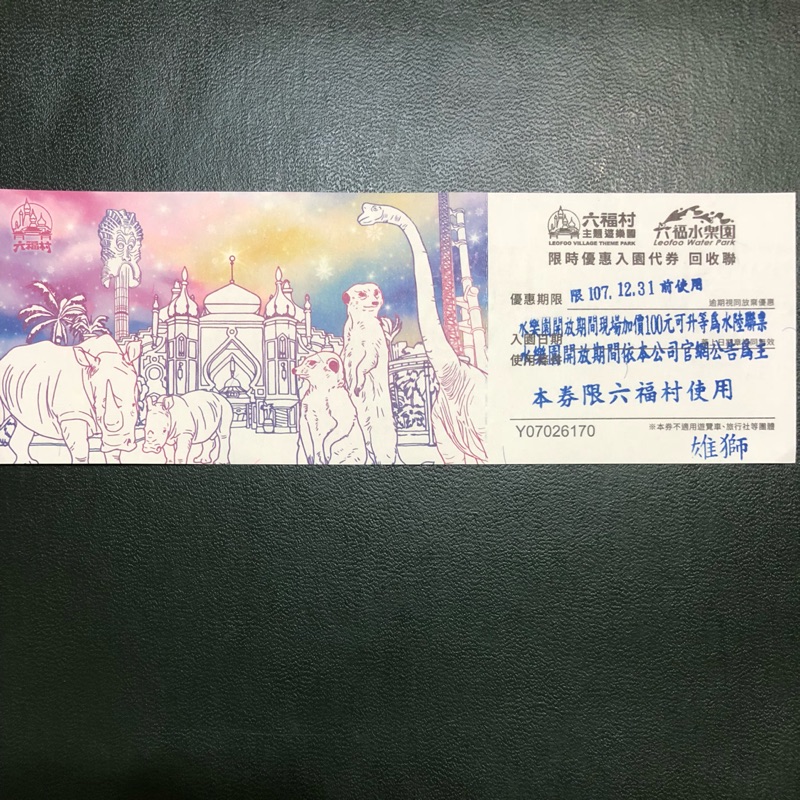 六福村
六福村
主題遊樂園
LEOFOO VILLAGE THEME PARK
六福水樂園
Leofoo Water Park
限時優惠入園代券 回收聯
優惠期限 限107.12.31前使用
逾期視同放棄優惠
水樂園開放期間現場加價100元可升等為水陸聯票
入園日期
水樂園開放期間依本公司官網公告為主
本券限六福村使用
Y07026170
※本券不適用遊覽車、旅行社等團體
雄獅